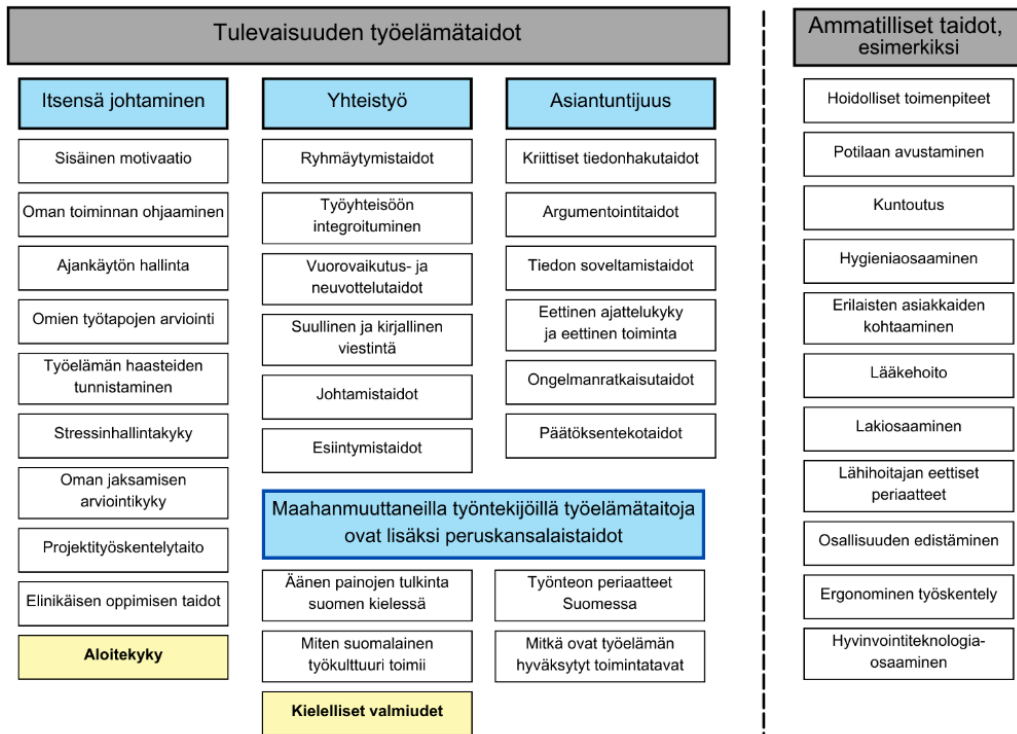 Tulevaisuuden työelämätaidot
Itsensä johtaminen
Sisäinen motivaatio
Oman toiminnan ohjaaminen
Ajankäytön hallinta
Omien työtapojen arviointi
Työelämän haasteiden
tunnistaminen
Stressinhallintakyky
Oman jaksamisen
arviointikyky
Projektityöskentelytaito
Elinikäisen oppimisen taidot
Aloitekyky
Yhteistyö
Ryhmäytymistaidot
Työyhteisöön
integroituminen
Vuorovaikutus- ja
neuvottelutaidot
Suullinen ja kirjallinen
viestintä
Johtamistaidot
Esiintymistaidot
Asiantuntijuus
Kriittiset tiedonhakutaidot
Argumentointitaidot
Tiedon soveltamistaidot
Eettinen ajattelukyky
ja eettinen toiminta
Ongelmanratkaisutaidot
Päätöksentekotaidot
Maahanmuuttaneilla työntekijöillä työelämätaitoja
ovat lisäksi peruskansalaistaidot
Äänen painojen tulkinta
suomen kielessä
Miten suomalainen
työkulttuuri toimii
Kielelliset valmiudet
Työnteon periaatteet
Suomessa
Mitkä ovat työelämän
hyväksytyt toimintatavat
Ammatilliset taidot,
esimerkiksi
Hoidolliset toimenpiteet
Potilaan avustaminen
Kuntoutus
Hygieniaosaaminen
Erilaisten asiakkaiden
kohtaaminen
Lääkehoito
Lakiosaaminen
Lähihoitajan eettiset
periaatteet
Osallisuuden edistäminen
Ergonominen työskentely
Hyvinvointiteknologia-
osaaminen